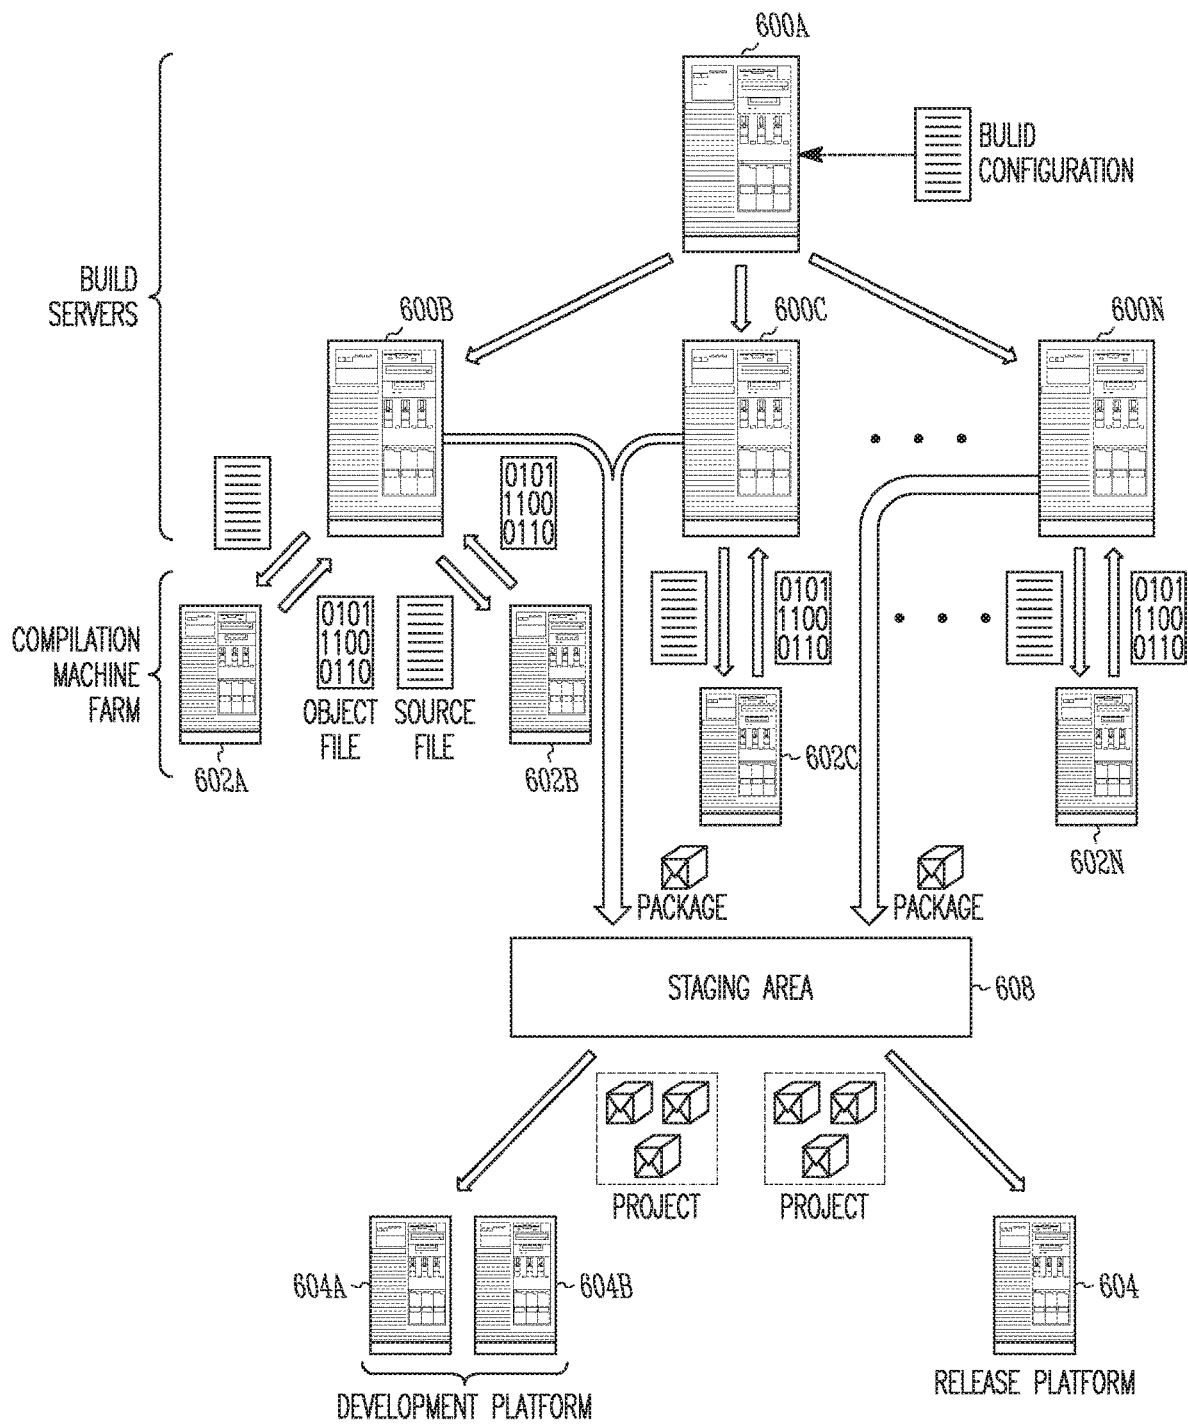 600A
BULID
CONFIGURATION
BUILD
SERVERS
600B
600C
600N
0101
1100
0110
0101
1100
0110
0101
1100
0110
0101
1100
0110
COMPILATION
MACHINE
FARM
OBJECT
FILE
SOURCE
FILE
602A
602B
602C
602N
PACKAGE
PACKAGE
STAGING AREA
608
PROJECT
PROJECT
604A
604B
604
DEVELOPMENT PLATFORM
RELEASE PLATFORM